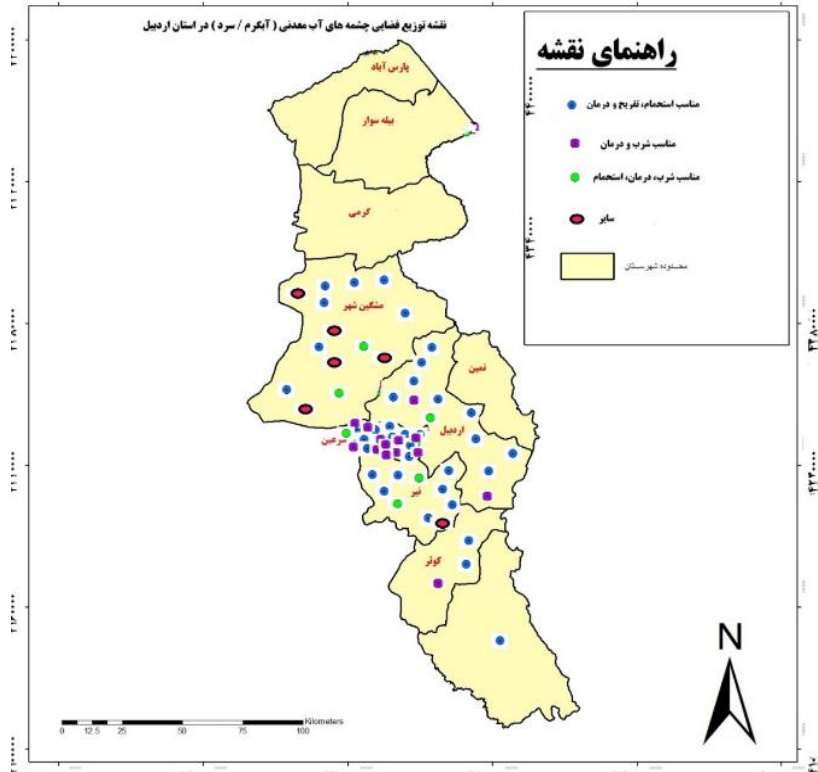 نقشه توزیع فضایی چشمه های آب معدنی ( آبگرم / سرد ) در استان اردبیل
راهنمای نقشه
مناسب استحمام، تفریح و درمان
مناسب شرب و درمان
مناسب شرب، درمان، استحمام
سایر
محدوده شهرستان
پارس آباد
بیله سوار
گرمی
مشگین شهر
نمین
اردبیل
سرعین
نیر
کوثر
N
Kilometers
0 12.5 25 50 75 100